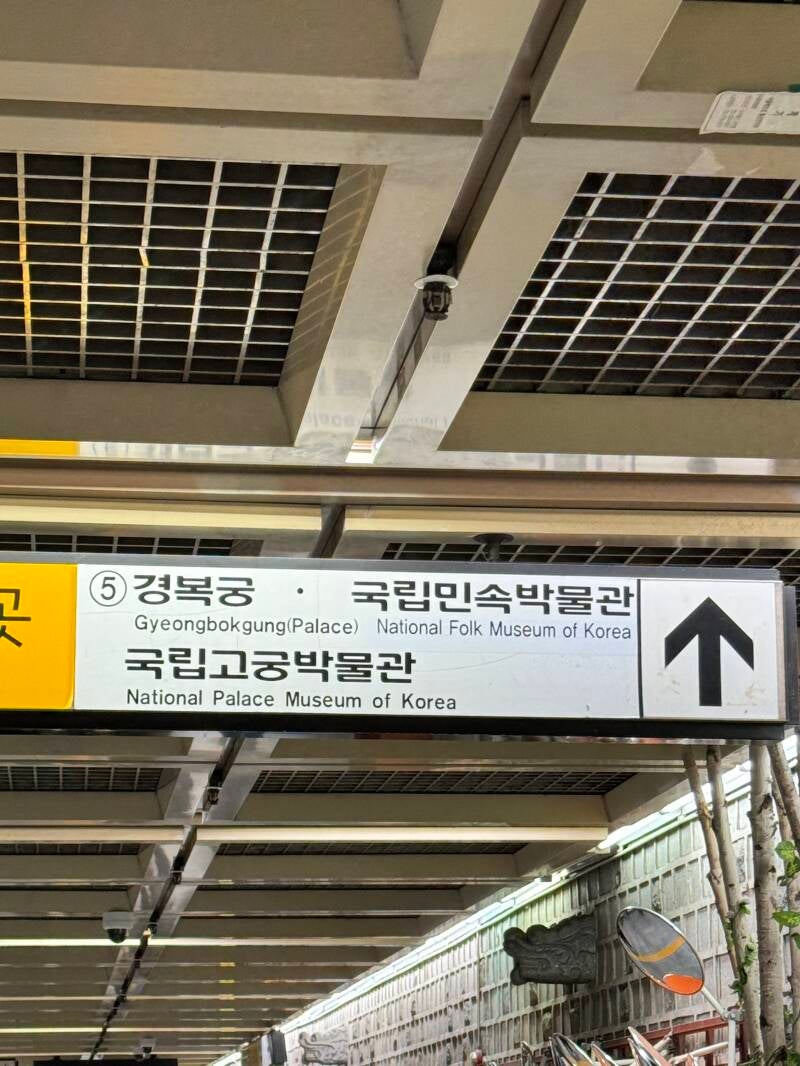 곳
⑤ 경복궁 · 국립민속박물관
Gyeongbokgung(Palace) National Folk Museum of Korea
국립고궁박물관
National Palace Museum of Korea